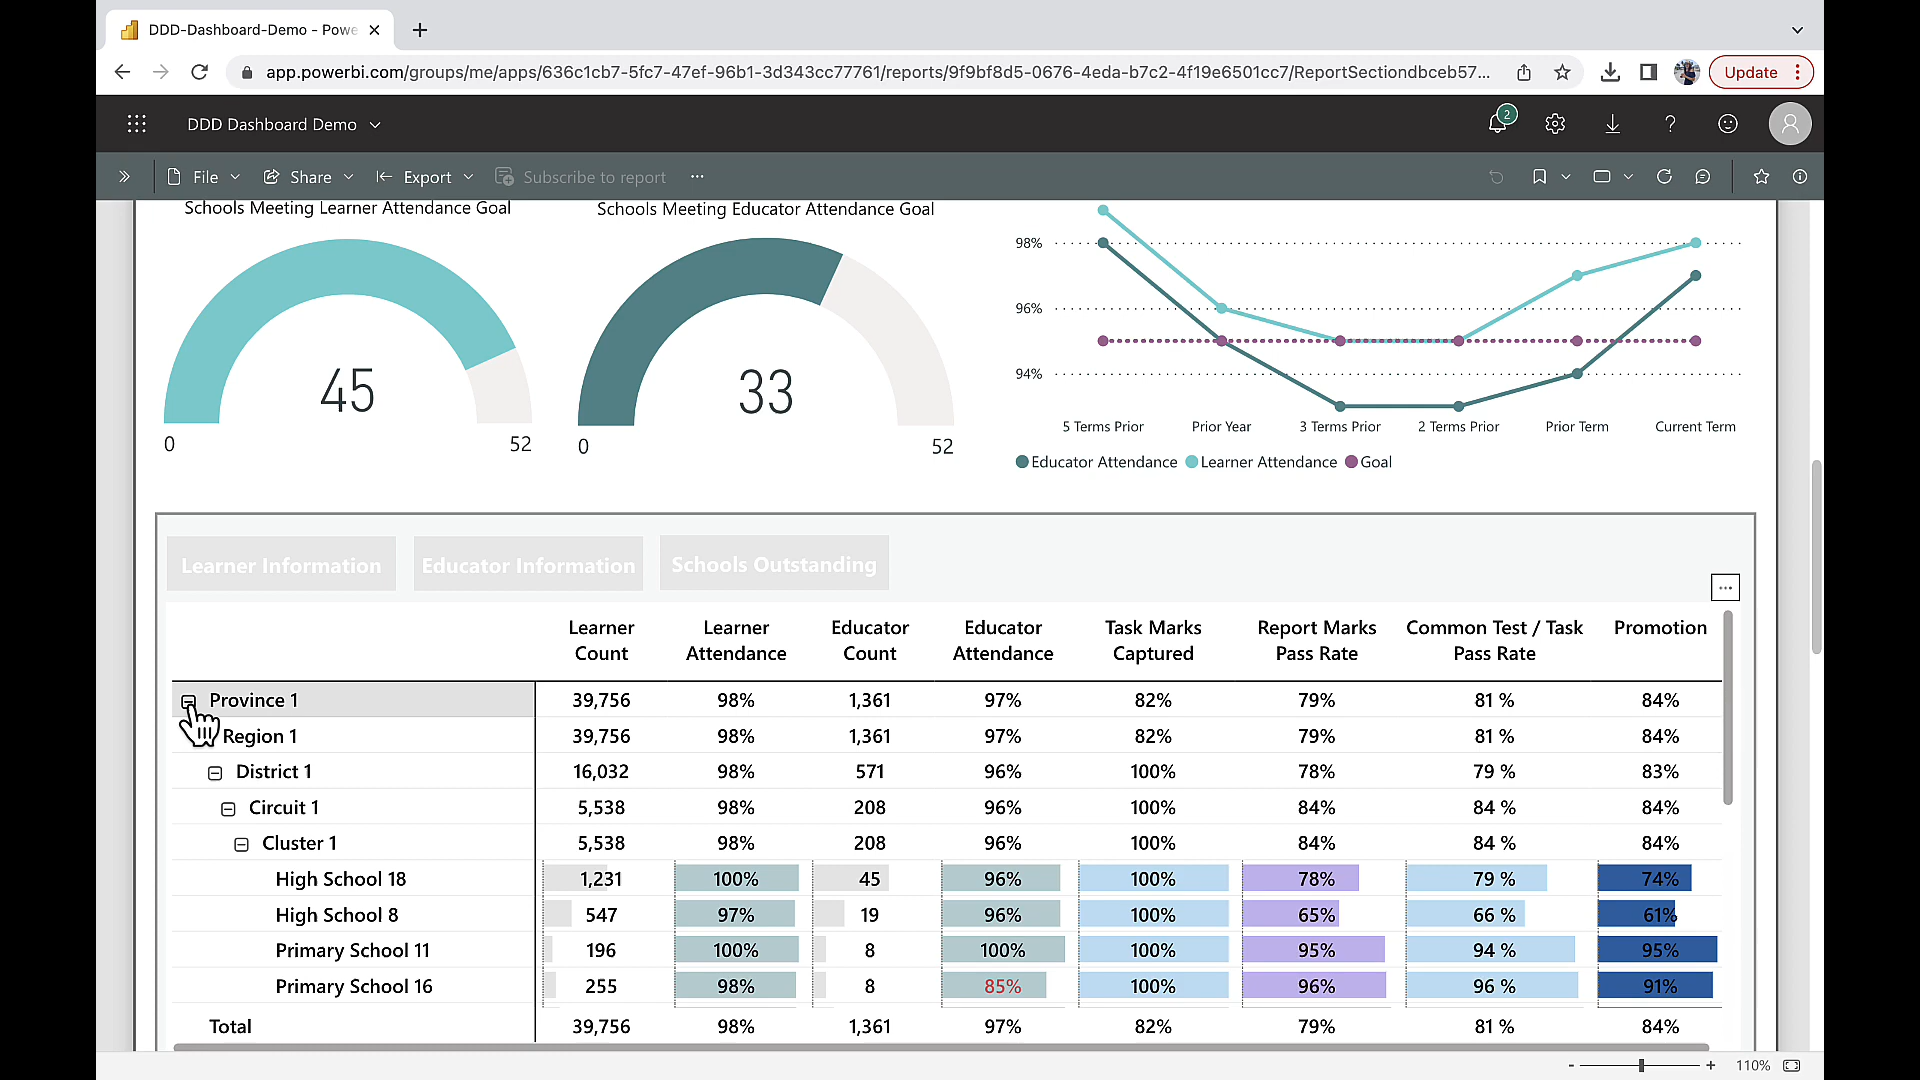 DDD-Dashboard-Demo - Powe
app.powerbi.com/groups/me/apps/636c1cb7-5fc7-47ef-96b1-3d343cc77761/reports/9f9bf8d5-0676-4eda-b7c2-4f19e6501cc7/ReportSectiondbceb57...
Update
DDD Dashboard Demo
2
File Share Export Subscribe to report ...
Schools Meeting Learner Attendance Goal
45
0 52
Schools Meeting Educator Attendance Goal
33
0 52
98%
96%
94%
5 Terms Prior Prior Year 3 Terms Prior 2 Terms Prior Prior Term Current Term
Educator Attendance Learner Attendance Goal
Learner Information Educator Information Schools Outstanding
...
Learner Count Learner Attendance Educator Count Educator Attendance Task Marks Captured Report Marks Pass Rate Common Test / Task Pass Rate Promotion
Province 1 39,756 98% 1,361 97% 82% 79% 81 % 84%
Region 1 39,756 98% 1,361 97% 82% 79% 81 % 84%
District 1 16,032 98% 571 96% 100% 78% 79 % 83%
Circuit 1 5,538 98% 208 96% 100% 84% 84 % 84%
Cluster 1 5,538 98% 208 96% 100% 84% 84 % 84%
High School 18 1,231 100% 45 96% 100% 78% 79 % 74%
High School 8 547 97% 19 96% 100% 65% 66 % 61%
Primary School 11 196 100% 8 100% 100% 95% 94 % 95%
Primary School 16 255 98% 8 85% 100% 96% 96 % 91%
Total 39,756 98% 1,361 97% 82% 79% 81 % 84%
- + 110%